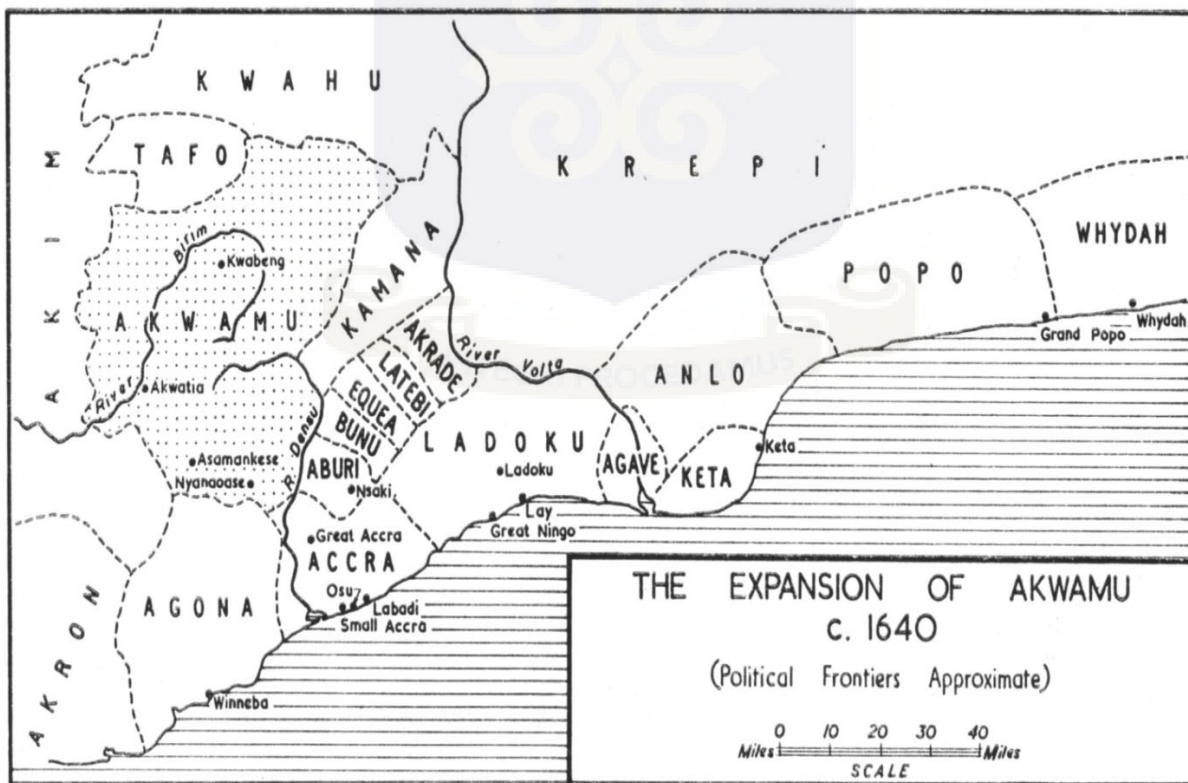 KWAHU
TAFO
AKIM
KREPI
WHYDAH
POPO
River Birim
Kwabeng
KAMANA
AKWAMU
Grand Popo
Whydah
AKRADE
River Volta
LATEBI
ANLO
Akwatia
EQUEA
BUNU
R. Densu
LADOKU
Keta
Asamankese
ABURI
Ladoku
AGAVE
KETA
Nyanaoase
Nsaki
Lay
Great Ningo
Great Accra
ACCRA
AGONA
Osu
Labadi
Small Accra
AKRON
Winneba
THE EXPANSION OF AKWAMU
c. 1640
(Political Frontiers Approximate)
0 10 20 30 40
Miles Miles
SCALE